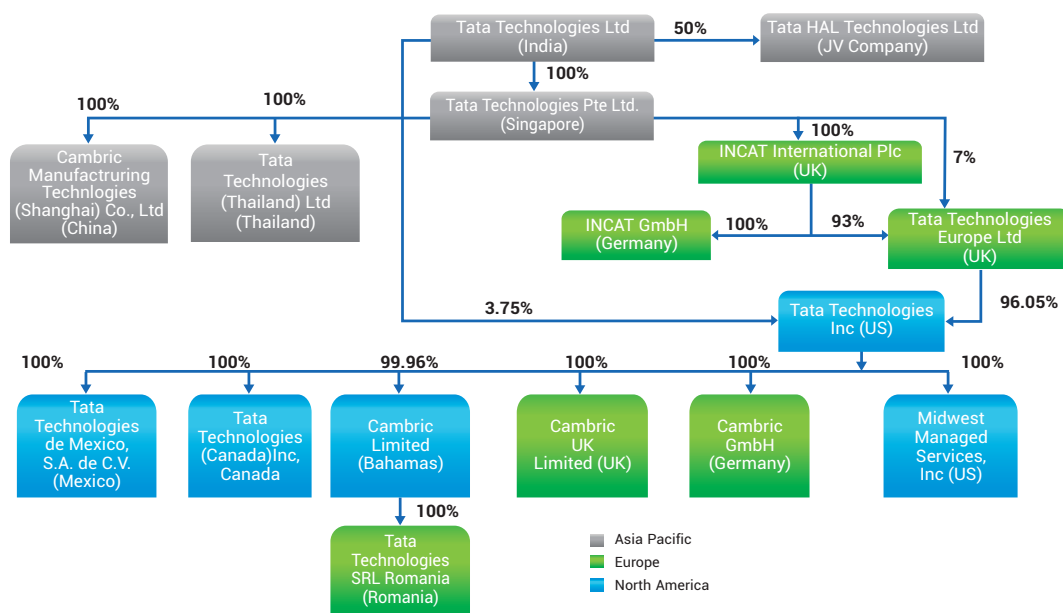 Tata Technologies Ltd
(India)
50%
Tata HAL Technologies Ltd
(JV Company)
100%
Tata Technologies Pte Ltd.
(Singapore)
100%
100%
100%
7%
Cambric
Manufactruring
Technlogies
(Shanghai) Co., Ltd
(China)
Tata
Technologies
(Thailand) Ltd
(Thailand)
INCAT International Plc
(UK)
INCAT GmbH
(Germany)
100%
93%
Tata Technologies
Europe Ltd
(UK)
3.75%
96.05%
Tata Technologies
Inc (US)
100%
100%
99.96%
100%
100%
100%
Tata
Technologies
de Mexico,
S.A. de C.V.
(Mexico)
Tata
Technologies
(Canada)Inc,
Canada
Cambric
Limited
(Bahamas)
Cambric
UK
Limited (UK)
Cambric
GmbH
(Germany)
Midwest
Managed
Services,
Inc (US)
100%
Tata
Technologies
SRL Romania
(Romania)
Asia Pacific
Europe
North America